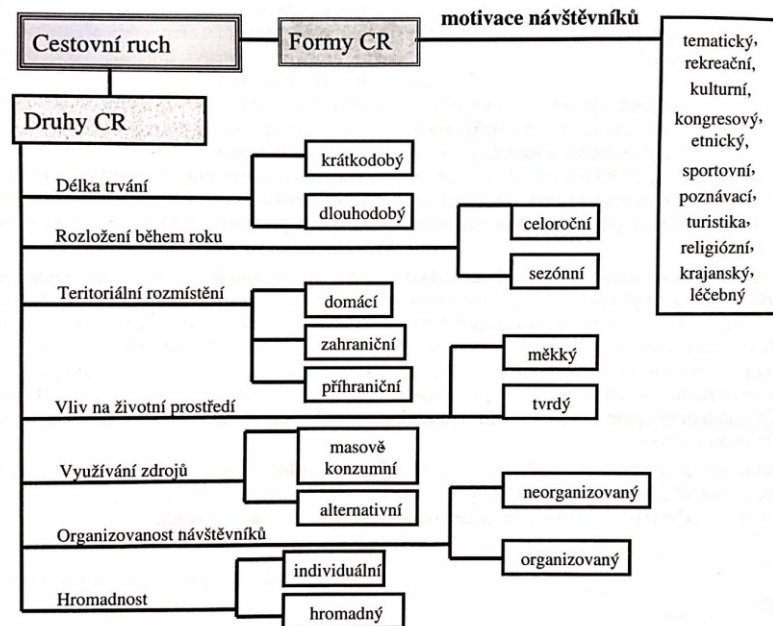 Cestovní ruch
Formy CR
motivace návštěvníků
tematický,
rekreační,
kulturní,
kongresový,
etnický,
sportovní,
poznávací,
turistika,
religiózní,
krajanský,
léčebný
Druhy CR
Délka trvání
krátkodobý
dlouhodobý
Rozložení během roku
celoroční
sezónní
Teritoriální rozmístění
domácí
zahraniční
příhraniční
Vliv na životní prostředí
měkký
tvrdý
Využívání zdrojů
masově
konzumní
alternativní
Organizovanost návštěvníků
neorganizovaný
organizovaný
Hromadnost
individuální
hromadný